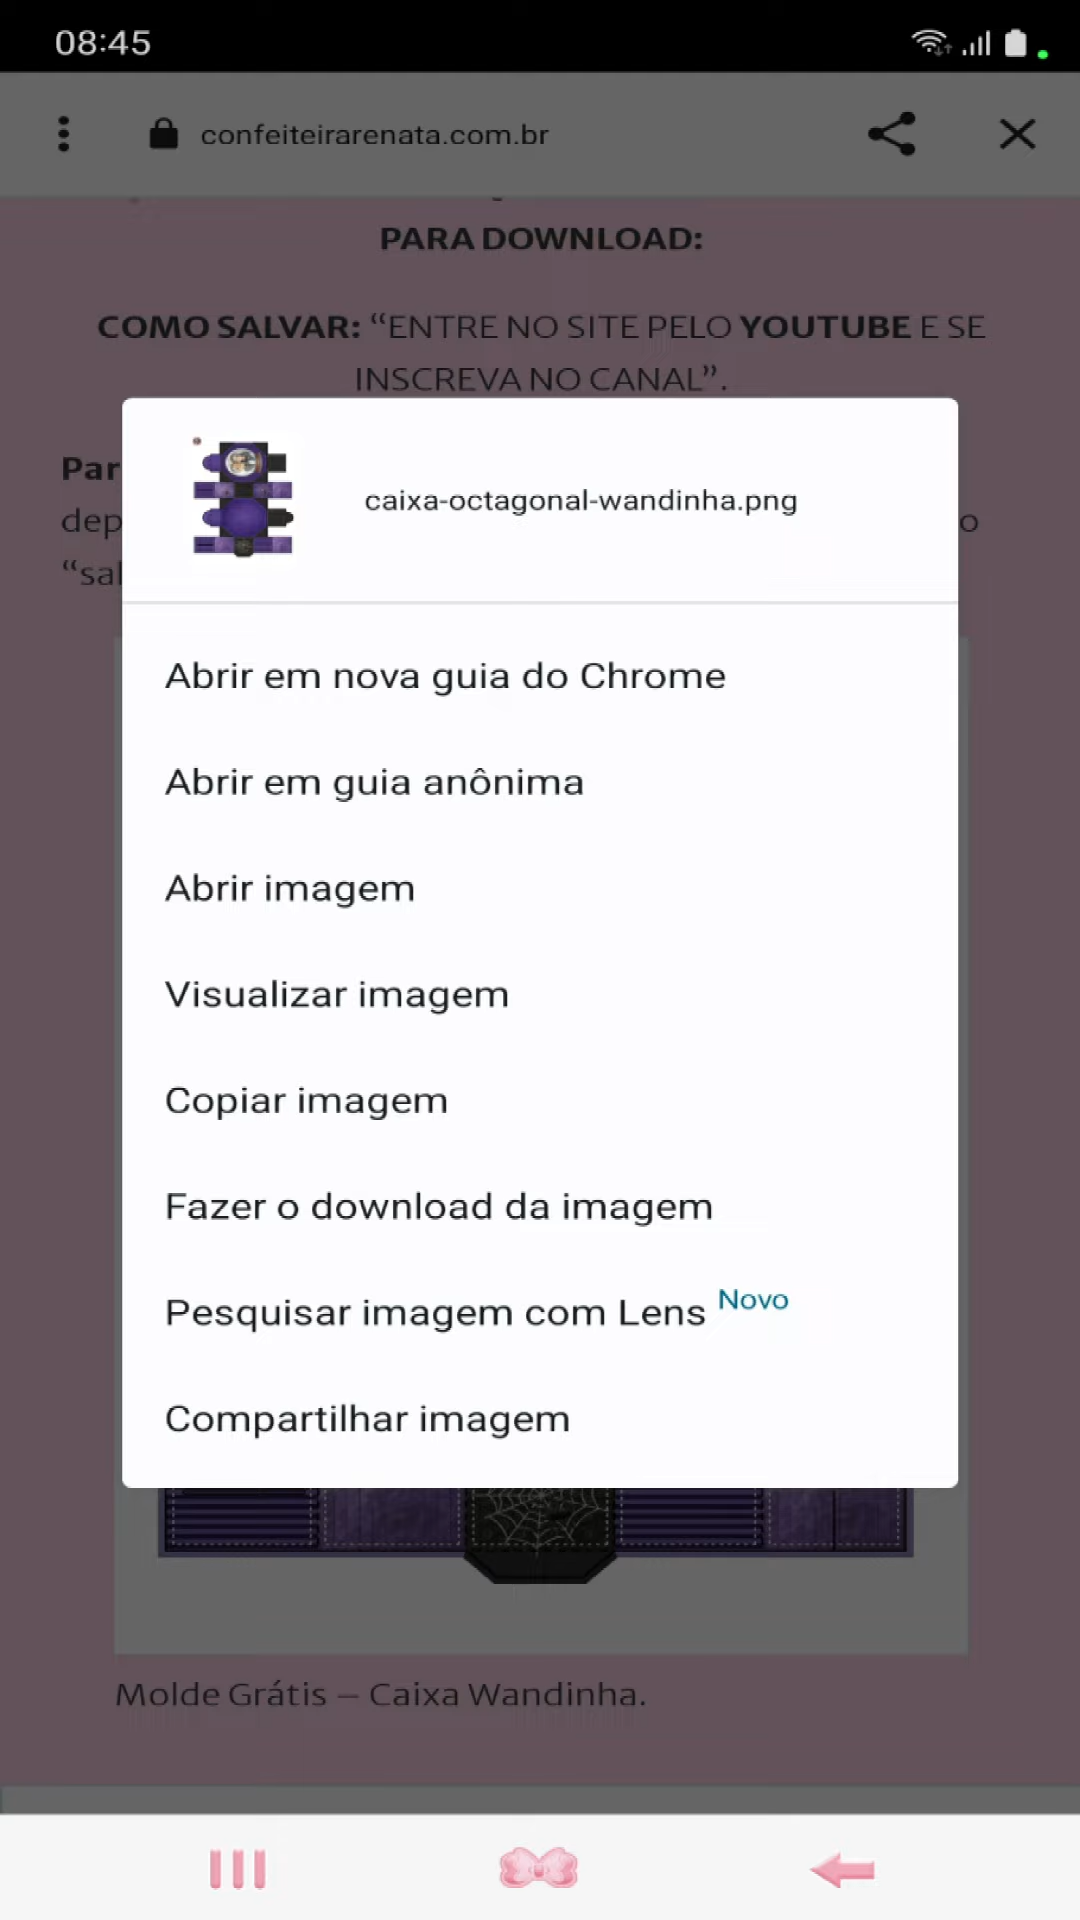 08:45
confeiteirarenata.com.br
PARA DOWNLOAD:
COMO SALVAR: “ENTRE NO SITE PELO YOUTUBE E SE
INSCREVA NO CANAL”.
Par
dep o
“sal
caixa-octagonal-wandinha.png
Abrir em nova guia do Chrome
Abrir em guia anônima
Abrir imagem
Visualizar imagem
Copiar imagem
Fazer o download da imagem
Pesquisar imagem com Lens Novo
Compartilhar imagem
Molde Grátis – Caixa Wandinha.